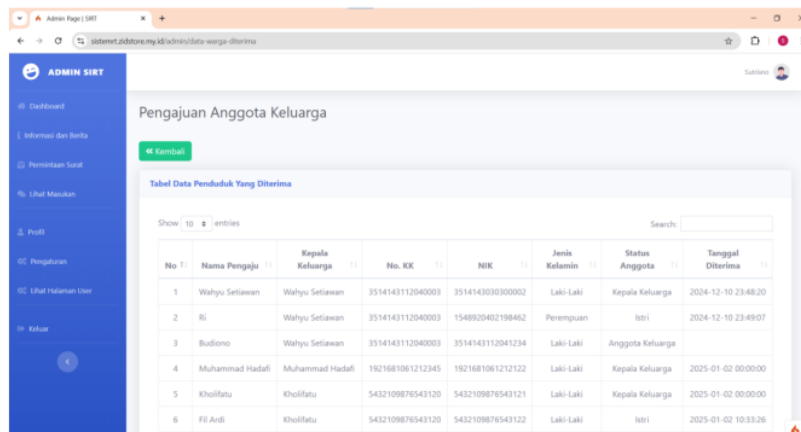 Admin Page | SIRT
sistemrt.zidstore.my.id/admin/data-warga-diterima
ADMIN SIRT
Sutrisno
Dashboard
Informasi dan Berita
Permintaan Surat
Lihat Masukan
Profil
Pengaturan
Lihat Halaman User
Keluar
Pengajuan Anggota Keluarga
Kembali
Tabel Data Penduduk Yang Diterima
Show 10 entries
Search:
No Nama Pengaju Kepala Keluarga No. KK NIK Jenis Kelamin Status Anggota Tanggal Diterima
1 Wahyu Setiawan Wahyu Setiawan 3514143112040003 3514143030300002 Laki-Laki Kepala Keluarga 2024-12-10 23:48:20
2 Ri Wahyu Setiawan 3514143112040003 1548920402198462 Perempuan Istri 2024-12-10 23:49:07
3 Budiono Wahyu Setiawan 3514143112040003 3514143112041234 Laki-Laki Anggota Keluarga
4 Muhammad Hadafi Muhammad Hadafi 1921681061212345 1921681061212122 Laki-Laki Kepala Keluarga 2025-01-02 00:00:00
5 Kholifatu Kholifatu 5432109876543120 5432109876543121 Laki-Laki Kepala Keluarga 2025-01-02 00:00:00
6 Fil Ardi Kholifatu 5432109876543120 5432109876543122 Laki-Laki Istri 2025-01-02 10:33:26